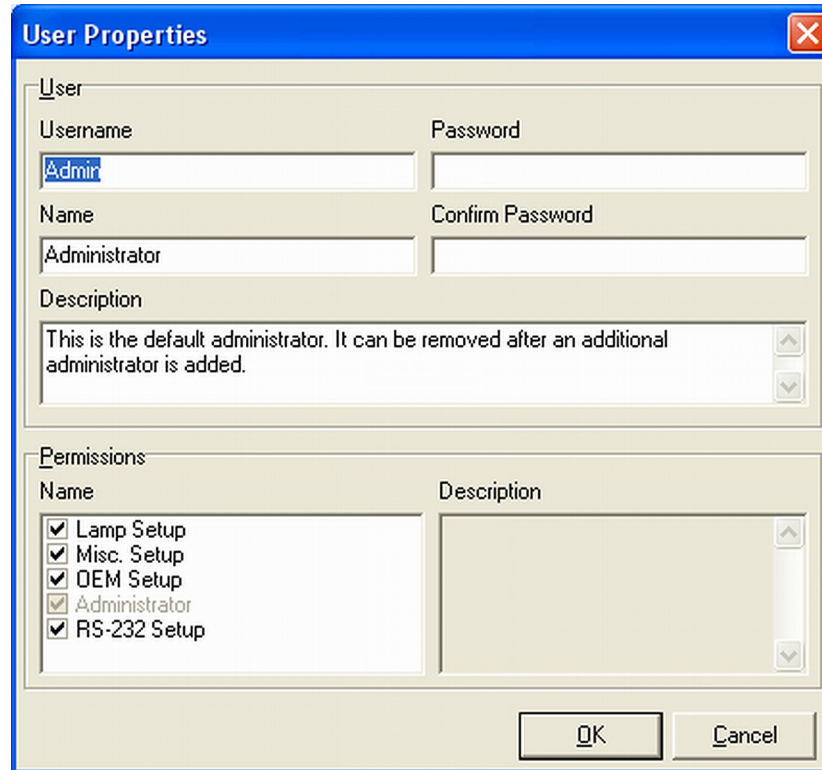 User Properties
User
Username
Password
Admin
Name
Confirm Password
Administrator
Description
This is the default administrator. It can be removed after an additional
administrator is added.
Permissions
Name
Description
Lamp Setup
Misc. Setup
OEM Setup
Administrator
RS-232 Setup
OK
Cancel